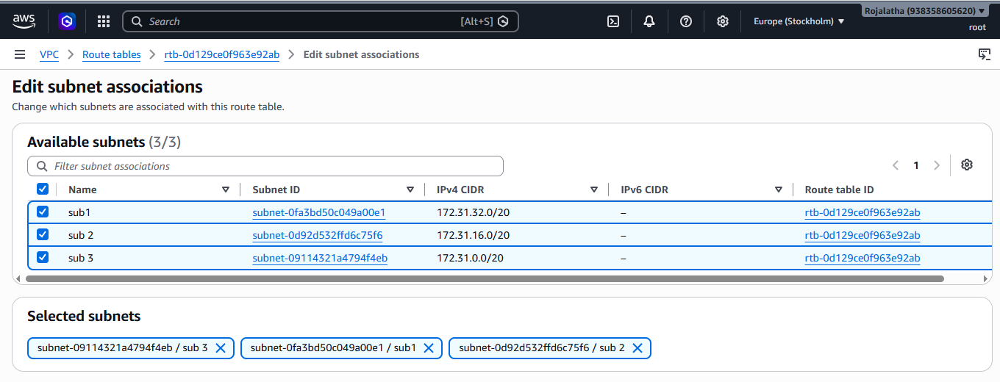 aws
Search [Alt+S] Europe (Stockholm) Rojalatha (938358605620)
root
VPC Route tables rtb-0d129ce0f963e92ab Edit subnet associations
Edit subnet associations
Change which subnets are associated with this route table.
Available subnets (3/3)
Filter subnet associations 1
Name Subnet ID IPv4 CIDR IPv6 CIDR Route table ID
sub1 subnet-0fa3bd50c049a00e1 172.31.32.0/20 – rtb-0d129ce0f963e92ab
sub 2 subnet-0d92d532ffd6c75f6 172.31.16.0/20 – rtb-0d129ce0f963e92ab
sub 3 subnet-09114321a4794f4eb 172.31.0.0/20 – rtb-0d129ce0f963e92ab
Selected subnets
subnet-09114321a4794f4eb / sub 3 subnet-0fa3bd50c049a00e1 / sub1 subnet-0d92d532ffd6c75f6 / sub 2